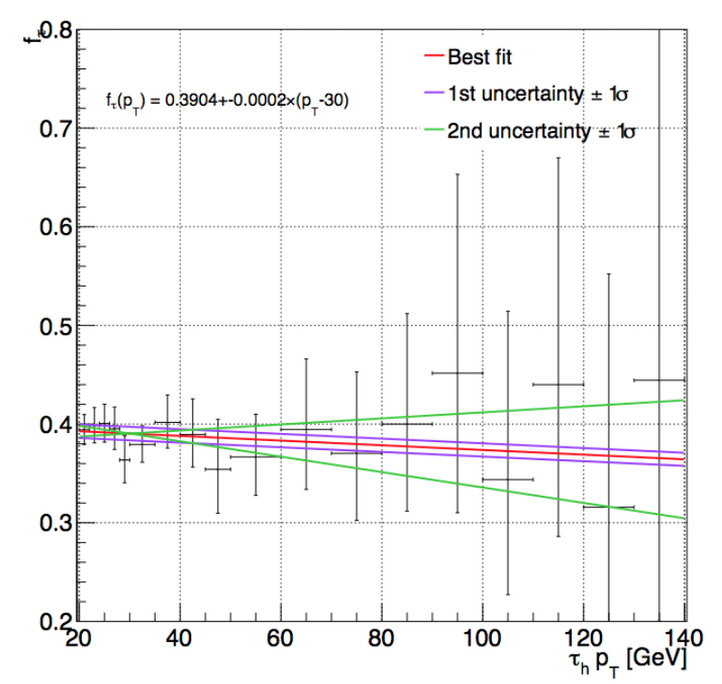 f_τ
0.8
Best fit
1st uncertainty ± 1σ
f_τ(p_T) = 0.3904+-0.0002×(p_T-30)
2nd uncertainty ± 1σ
0.7
0.6
0.5
0.4
0.3
0.2
20 40 60 80 100 120 140
τ_h p_T [GeV]